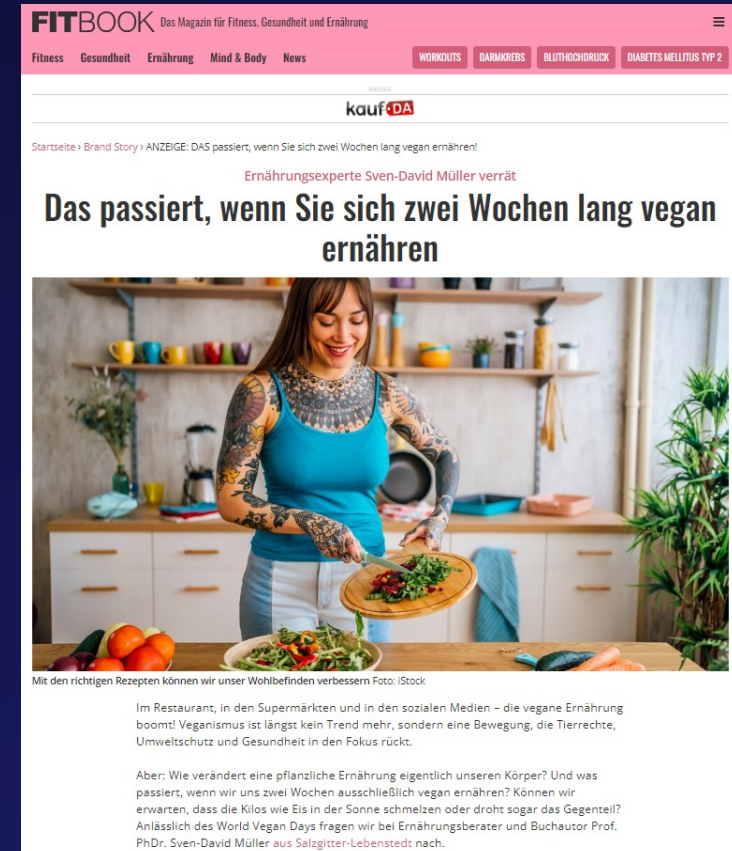 FITBOOK Das Magazin für Fitness, Gesundheit und Ernährung
Fitness Gesundheit Ernährung Mind & Body News WORKOUTS DARMKREBS BLUTHOCHDRUCK DIABETES MELLITUS TYP 2
ANZEIGE
kaufDA
Startseite › Brand Story › ANZEIGE: DAS passiert, wenn Sie sich zwei Wochen lang vegan ernähren!
Ernährungsexperte Sven-David Müller verrät
Das passiert, wenn Sie sich zwei Wochen lang vegan
ernähren
Mit den richtigen Rezepten können wir unser Wohlbefinden verbessern Foto: iStock
Im Restaurant, in den Supermärkten und in den sozialen Medien – die vegane Ernährung
boomt! Veganismus ist längst kein Trend mehr, sondern eine Bewegung, die Tierrechte,
Umweltschutz und Gesundheit in den Fokus rückt.
Aber: Wie verändert eine pflanzliche Ernährung eigentlich unseren Körper? Und was
passiert, wenn wir uns zwei Wochen ausschließlich vegan ernähren? Können wir
erwarten, dass die Kilos wie Eis in der Sonne schmelzen oder droht sogar das Gegenteil?
Anlässlich des World Vegan Days fragen wir bei Ernährungsberater und Buchautor Prof.
PhDr. Sven-David Müller aus Salzgitter-Lebenstedt nach.